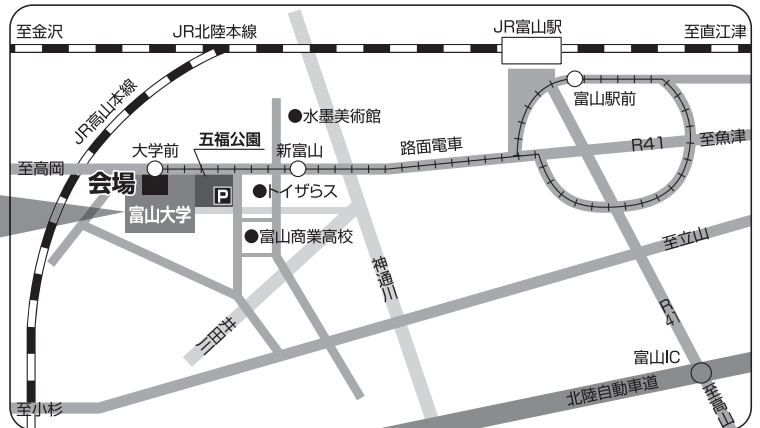 至金沢
JR北陸本線
JR富山駅
至直江津
JR高山本線
富山駅前
●水墨美術館
五福公園
大学前
新富山
路面電車
R41
至魚津
至高岡
会場
P
●トイザらス
富山大学
●富山商業高校
至立山
神通川
井田川
R41
富山IC
北陸自動車道
至高山
至小杉